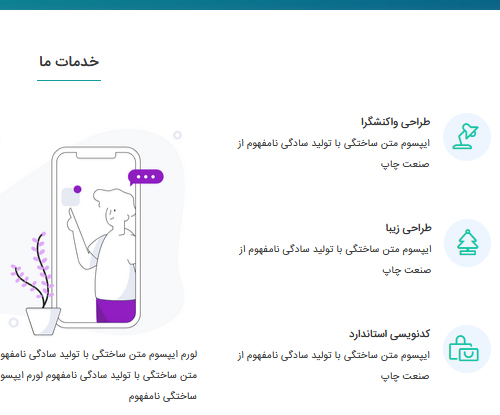 خدمات ما
طراحی واکنشگرا
ایپسوم متن ساختگی با تولید سادگی نامفهوم از
صنعت چاپ
طراحی زیبا
ایپسوم متن ساختگی با تولید سادگی نامفهوم از
صنعت چاپ
کدنویسی استاندارد
ایپسوم متن ساختگی با تولید سادگی نامفهوم از
صنعت چاپ
لورم ایپسوم متن ساختگی با تولید سادگی نامفهو
متن ساختگی با تولید سادگی نامفهوم لورم ایپسو
ساختگی نامفهوم